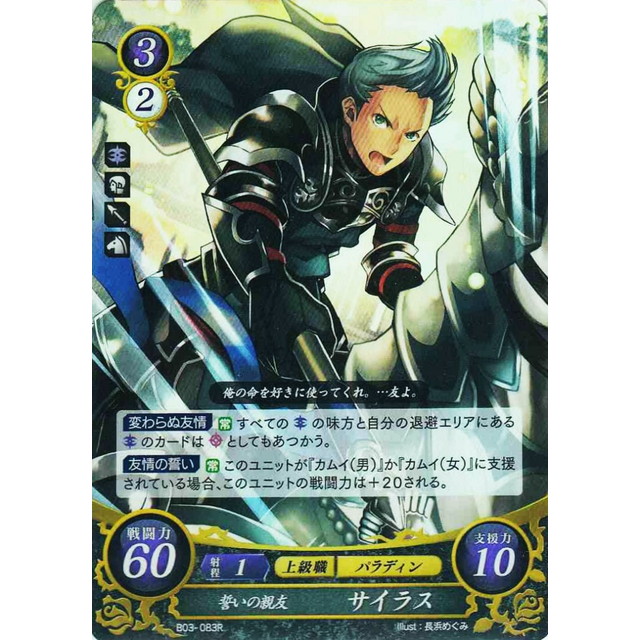 3
2
俺の命を好きに使ってくれ。…友よ。
変わらぬ友情 常 すべての の味方と自分の退避エリアにある
のカードは としてもあつかう。
友情の誓い 常 このユニットが『カムイ(男)』か『カムイ(女)』に支援
されている場合、このユニットの戦闘力は+20される。
戦闘力
60
射程 1 上級職 パラディン
支援力
10
誓いの親友 サイラス
B03-083R
Illust:長浜めぐみ